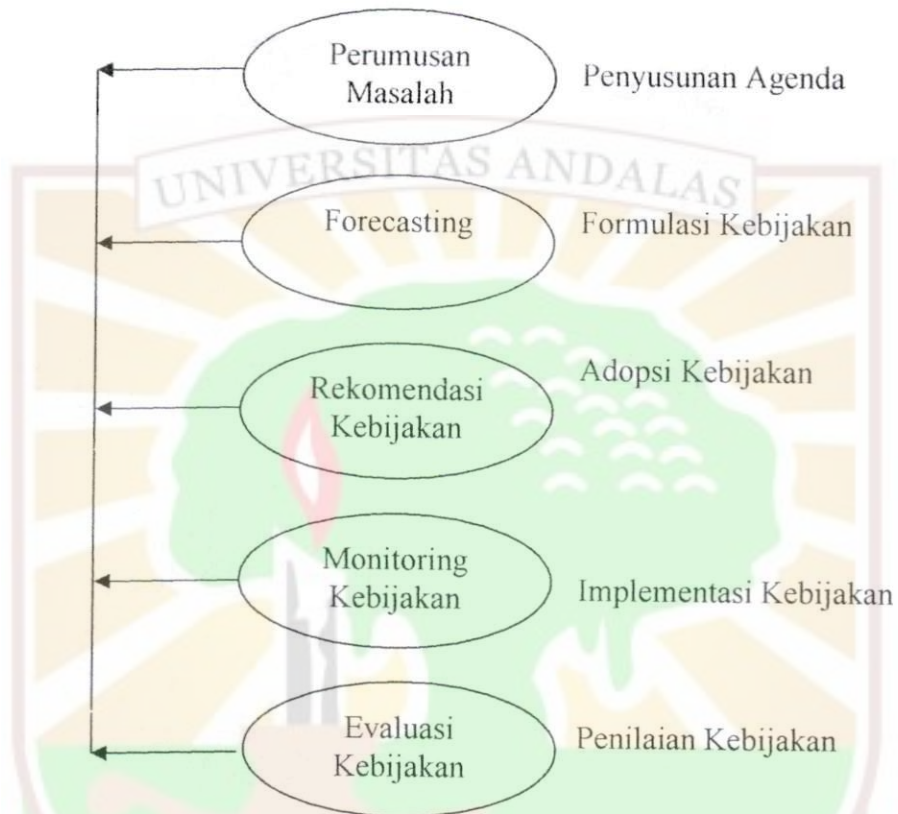 Perumusan
Masalah
Penyusunan Agenda
UNIVERSITAS ANDALAS
Forecasting
Formulasi Kebijakan
Rekomendasi
Kebijakan
Adopsi Kebijakan
Monitoring
Kebijakan
Implementasi Kebijakan
Evaluasi
Kebijakan
Penilaian Kebijakan